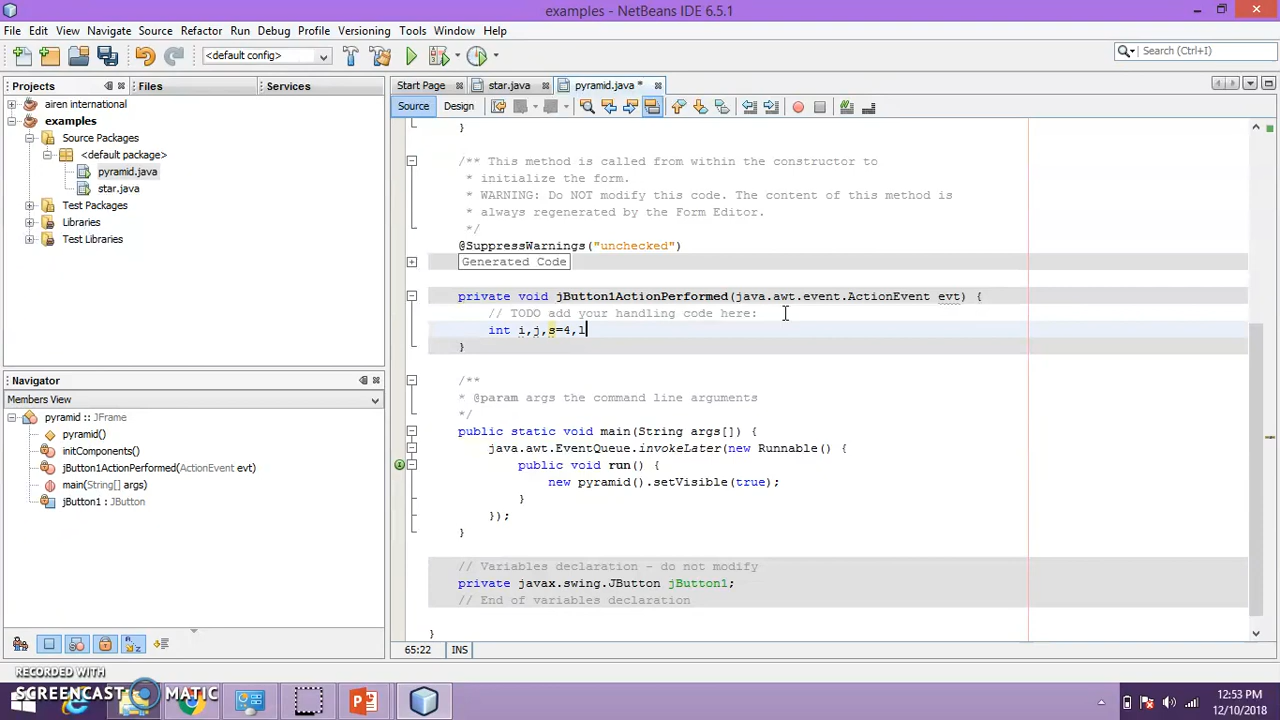 examples - NetBeans IDE 6.5.1
File Edit View Navigate Source Refactor Run Debug Profile Versioning Tools Window Help
<default config>
Search (Ctrl+I)
Projects Files Services
Start Page star.java pyramid.java *
Source Design
airen international
examples
Source Packages
<default package>
pyramid.java
star.java
Test Packages
Libraries
Test Libraries
Navigator
Members View
pyramid :: JFrame
pyramid()
initComponents()
jButton1ActionPerformed(ActionEvent evt)
main(String[] args)
jButton1 : JButton
}
/** This method is called from within the constructor to
* initialize the form.
* WARNING: Do NOT modify this code. The content of this method is
* always regenerated by the Form Editor.
*/
@SuppressWarnings("unchecked")
Generated Code
private void jButton1ActionPerformed(java.awt.event.ActionEvent evt) {
// TODO add your handling code here:
int i,j,s=4,l
}
/**
* @param args the command line arguments
*/
public static void main(String args[]) {
java.awt.EventQueue.invokeLater(new Runnable() {
public void run() {
new pyramid().setVisible(true);
}
});
}
// Variables declaration - do not modify
private javax.swing.JButton jButton1;
// End of variables declaration
}
65:22 INS
RECORDED WITH
SCREENCAST MATIC
12:53 PM
12/10/2018